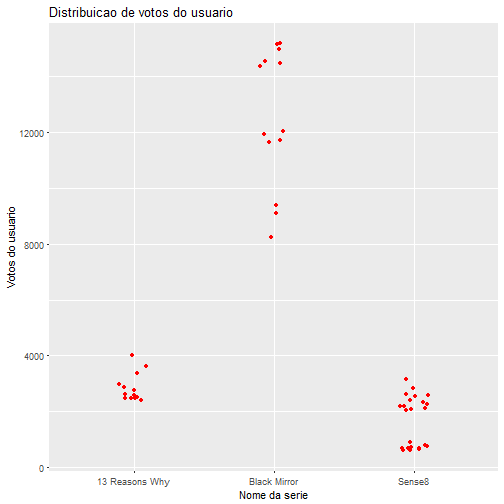 Distribuicao de votos do usuario
Votos do usuario
12000
8000
4000
0
13 Reasons Why
Black Mirror
Sense8
Nome da serie